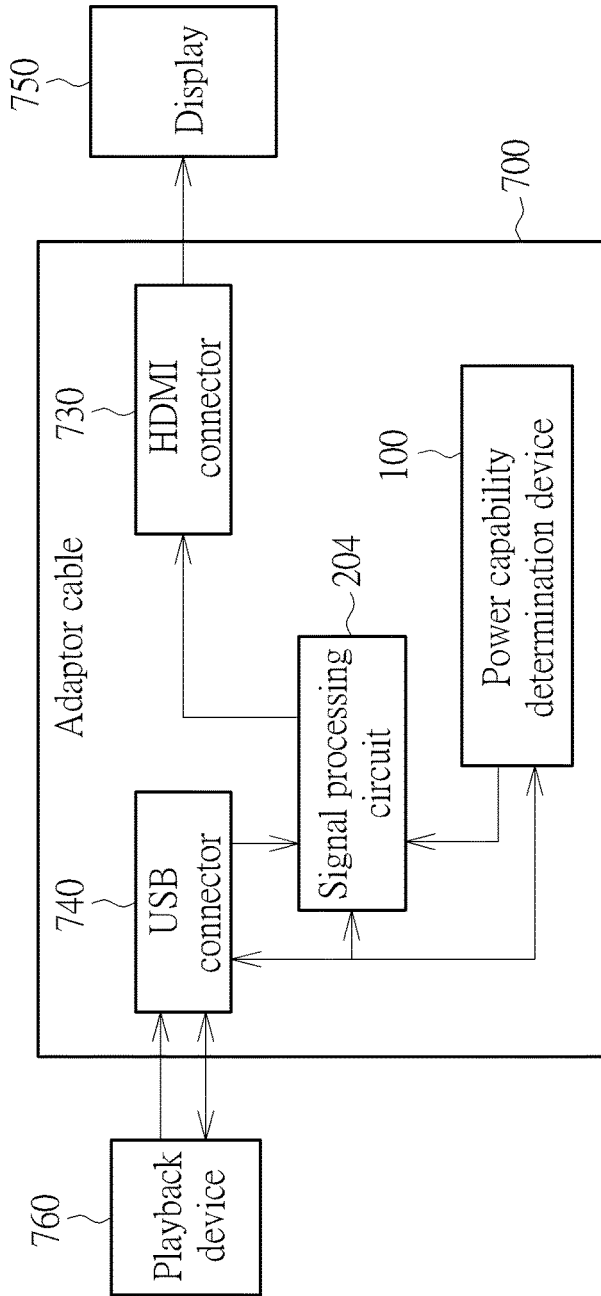 750
Display
Adaptor cable
730
HDMI
connector
700
740
USB
connector
204
Signal processing
circuit
100
Power capability
determination device
760
Playback
device